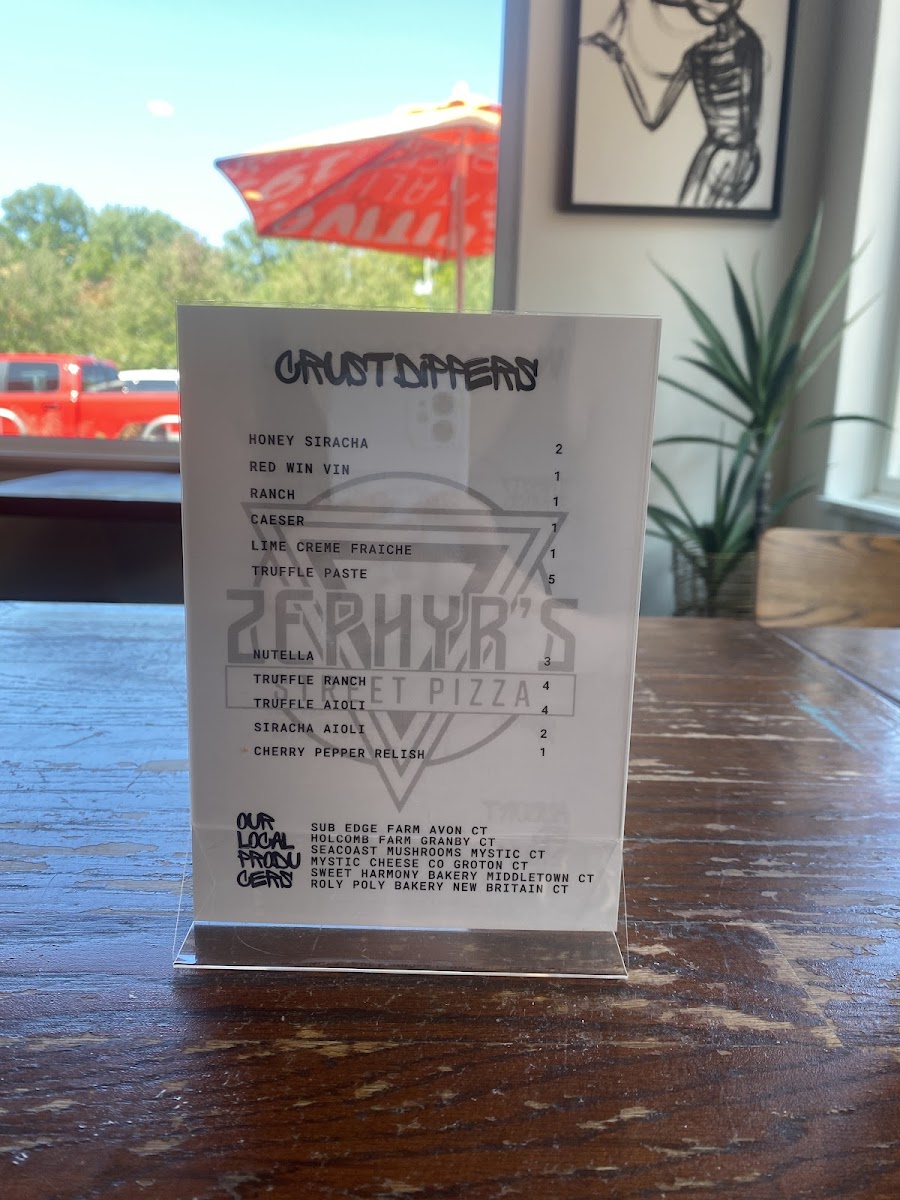 CRUST DIPPERS
HONEY SIRACHA 2
RED WIN VIN 1
RANCH 1
CAESER 1
LIME CREME FRAICHE 1
TRUFFLE PASTE 5
ZEPHYR'S
STREET PIZZA
NUTELLA 3
TRUFFLE RANCH 4
TRUFFLE AIOLI 4
SIRACHA AIOLI 2
CHERRY PEPPER RELISH 1
OUR
LOCAL
PRODU
CERS
SUB EDGE FARM AVON CT
HOLCOMB FARM GRANBY CT
SEACOAST MUSHROOMS MYSTIC CT
MYSTIC CHEESE CO GROTON CT
SWEET HARMONY BAKERY MIDDLETOWN CT
ROLY POLY BAKERY NEW BRITAIN CT